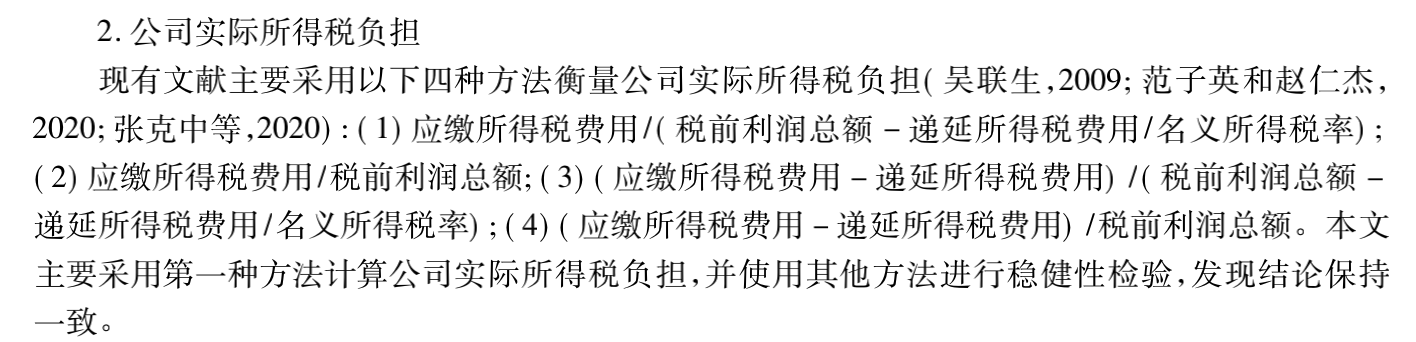 2. 公司实际所得税负担
现有文献主要采用以下四种方法衡量公司实际所得税负担(吴联生,2009;范子英和赵仁杰,
2020;张克中等,2020):(1)应缴所得税费用/(税前利润总额-递延所得税费用/名义所得税率);
(2)应缴所得税费用/税前利润总额;(3)(应缴所得税费用-递延所得税费用)/(税前利润总额-
递延所得税费用/名义所得税率);(4)(应缴所得税费用-递延所得税费用)/税前利润总额。本文
主要采用第一种方法计算公司实际所得税负担,并使用其他方法进行稳健性检验,发现结论保持
一致。